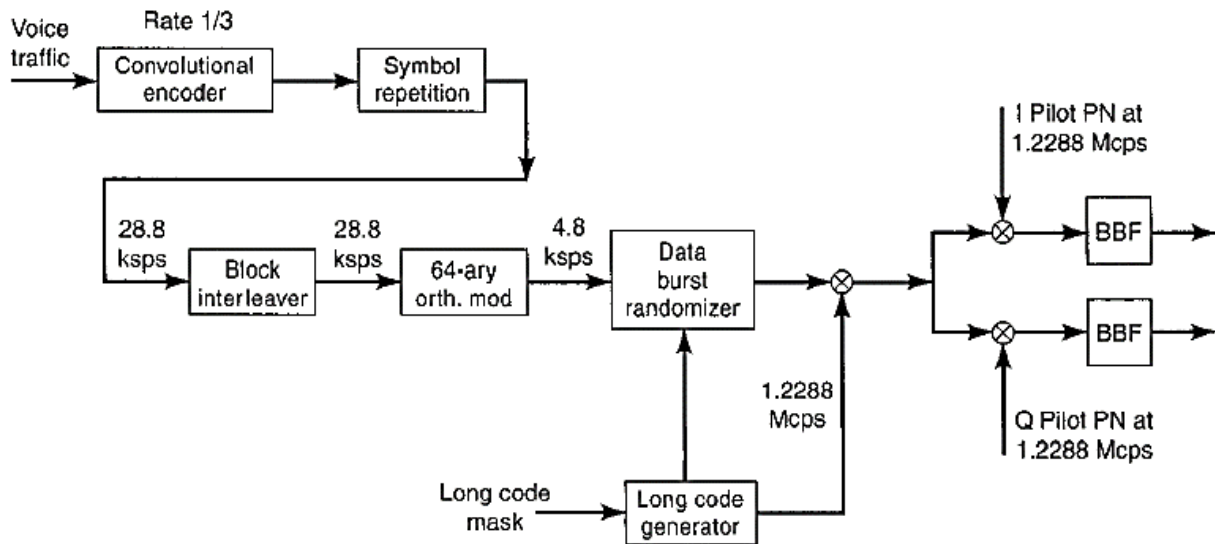 Rate 1/3
Voice
traffic
Convolutional
encoder
Symbol
repetition
I Pilot PN at
1.2288 Mcps
28.8
ksps
Block
interleaver
28.8
ksps
64-ary
orth. mod
4.8
ksps
Data
burst
randomizer
BBF
BBF
1.2288
Mcps
Q Pilot PN at
1.2288 Mcps
Long code
mask
Long code
generator